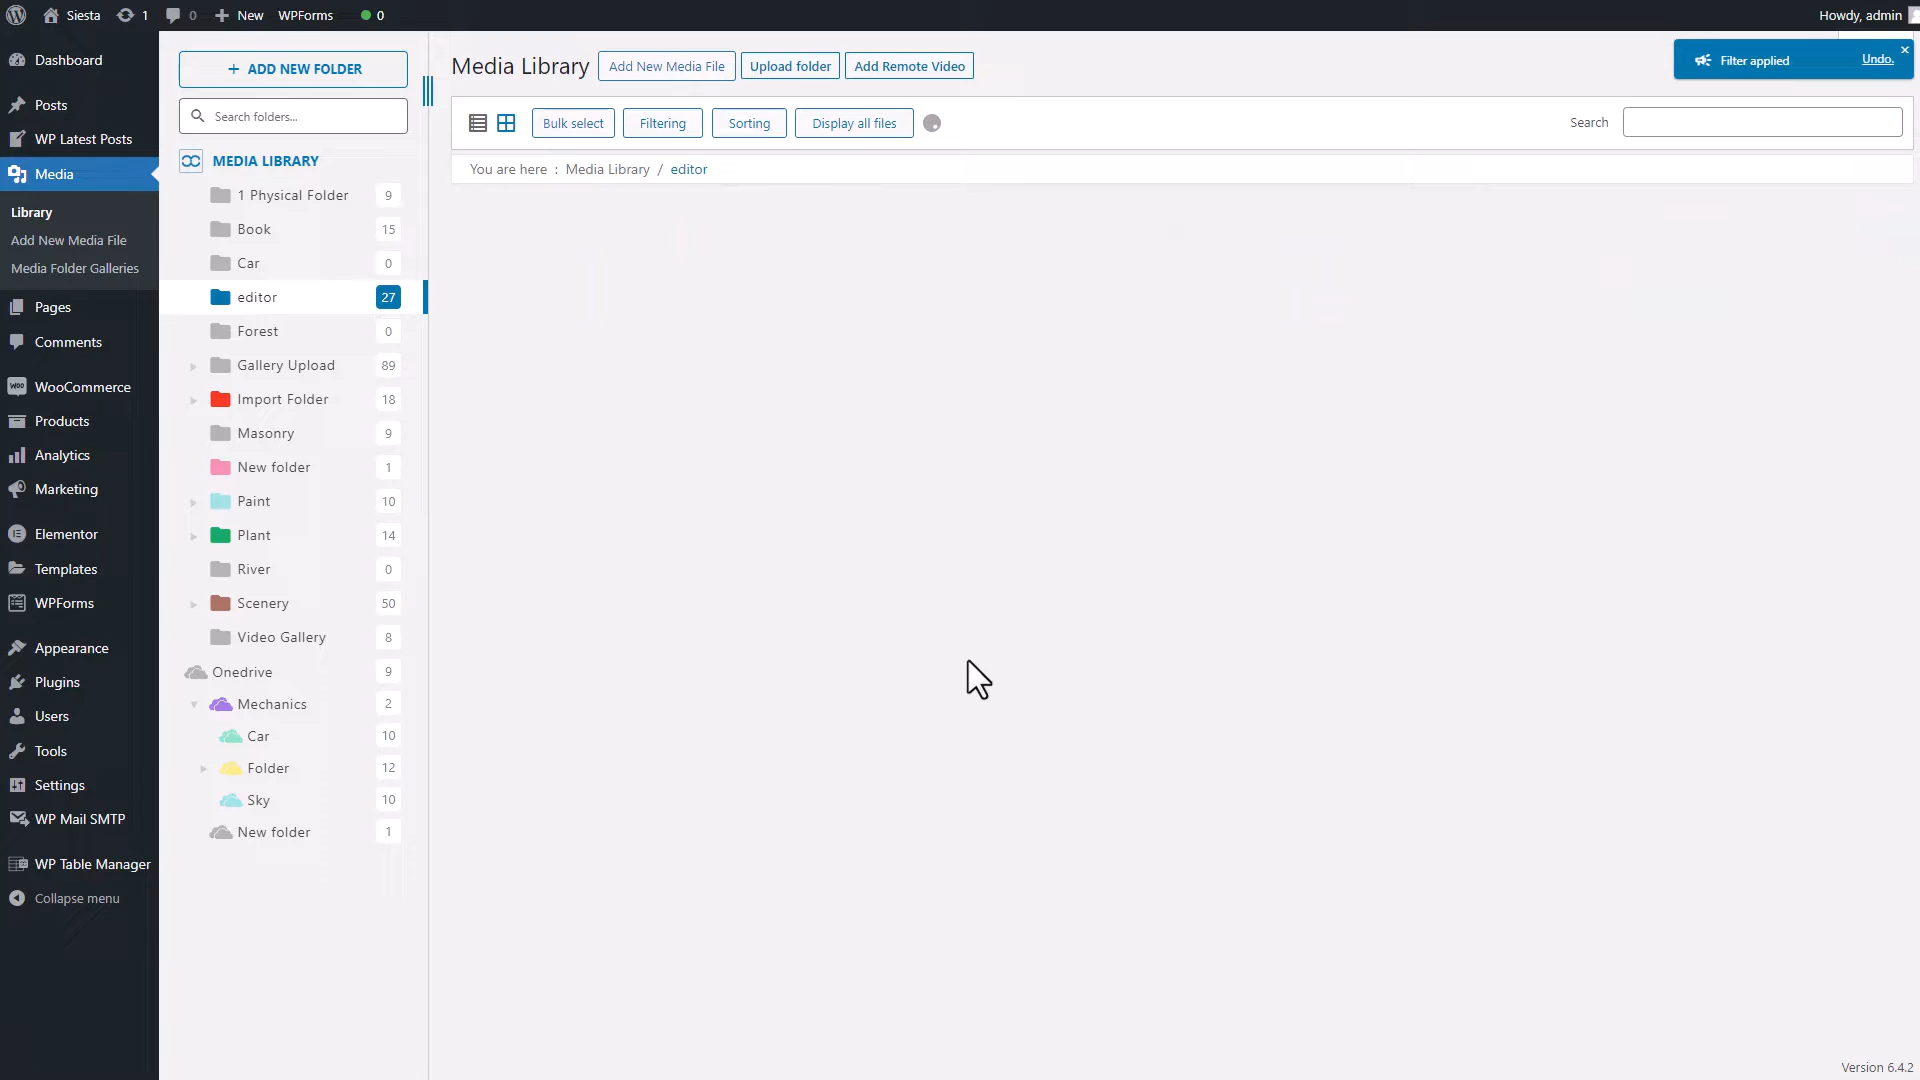 Siesta 1 0 New WPForms 0 Howdy, admin
Dashboard
Posts
WP Latest Posts
Media
Library
Add New Media File
Media Folder Galleries
Pages
Comments
WooCommerce
Products
Analytics
Marketing
Elementor
Templates
WPForms
Appearance
Plugins
Users
Tools
Settings
WP Mail SMTP
WP Table Manager
Collapse menu
+ ADD NEW FOLDER
Search folders...
MEDIA LIBRARY
1 Physical Folder 9
Book 15
Car 0
editor 27
Forest 0
Gallery Upload 89
Import Folder 18
Masonry 9
New folder 1
Paint 10
Plant 14
River 0
Scenery 50
Video Gallery 8
Onedrive 9
Mechanics 2
Car 10
Folder 12
Sky 10
New folder 1
Media Library Add New Media File Upload folder Add Remote Video
Filter applied Undo.
Bulk select Filtering Sorting Display all files Search
You are here : Media Library / editor
Version 6.4.2